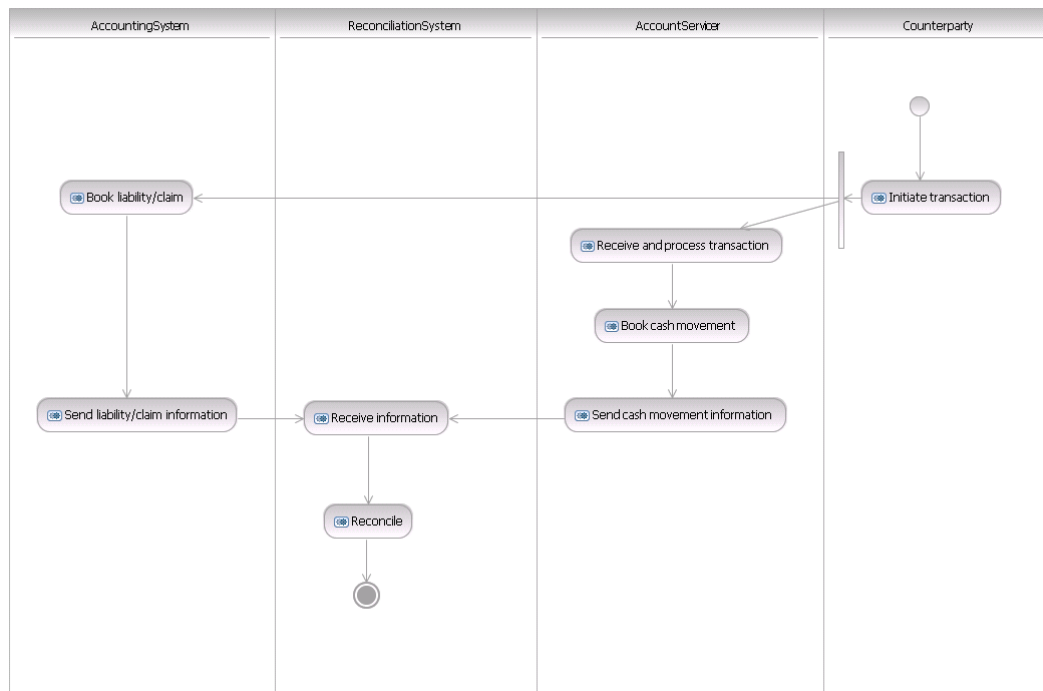 AccountingSystem
ReconciliationSystem
AccountServicer
Counterparty
Book liability/claim
Initiate transaction
Receive and process transaction
Book cash movement
Send liability/claim information
Receive information
Send cash movement information
Reconcile